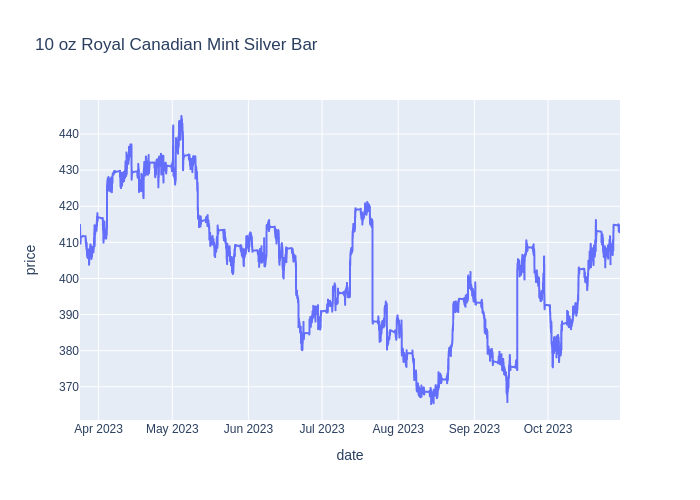 10 oz Royal Canadian Mint Silver Bar
440
430
420
410
400
390
380
370
price
Apr 2023 May 2023 Jun 2023 Jul 2023 Aug 2023 Sep 2023 Oct 2023
date